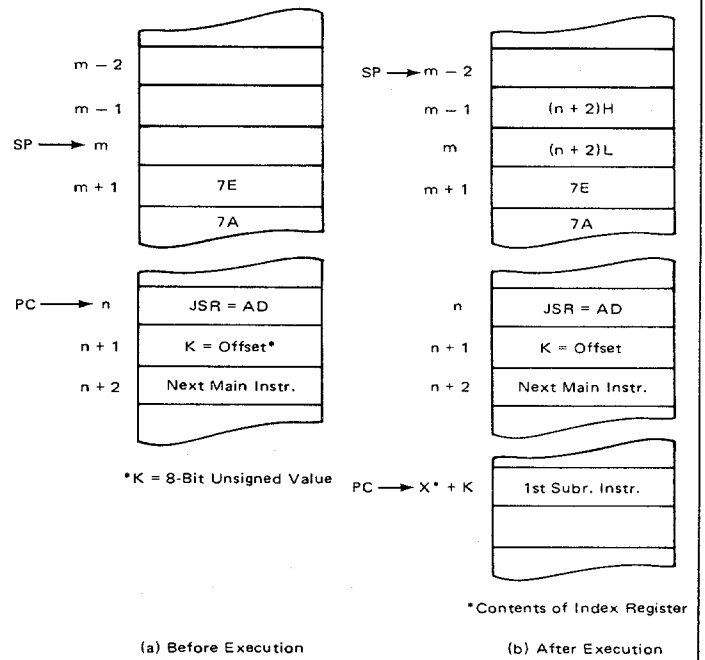 m – 2
m – 1
SP → m
m + 1 7E
7A
PC → n JSR = AD
n + 1 K = Offset*
n + 2 Next Main Instr.
*K = 8-Bit Unsigned Value
(a) Before Execution
SP → m – 2
m – 1 (n + 2)H
m (n + 2)L
m + 1 7E
7A
n JSR = AD
n + 1 K = Offset
n + 2 Next Main Instr.
PC → X* + K 1st Subr. Instr.
*Contents of Index Register
(b) After Execution